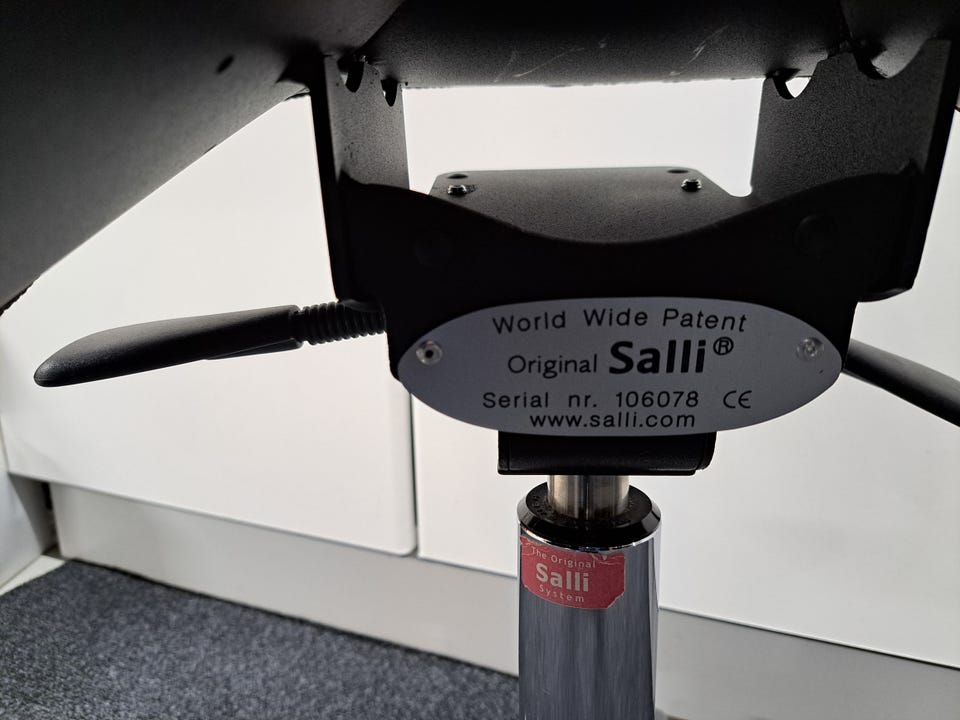 World Wide Patent
Original Salli®
Serial nr. 106078 CE
www.salli.com
The Original
Salli
System